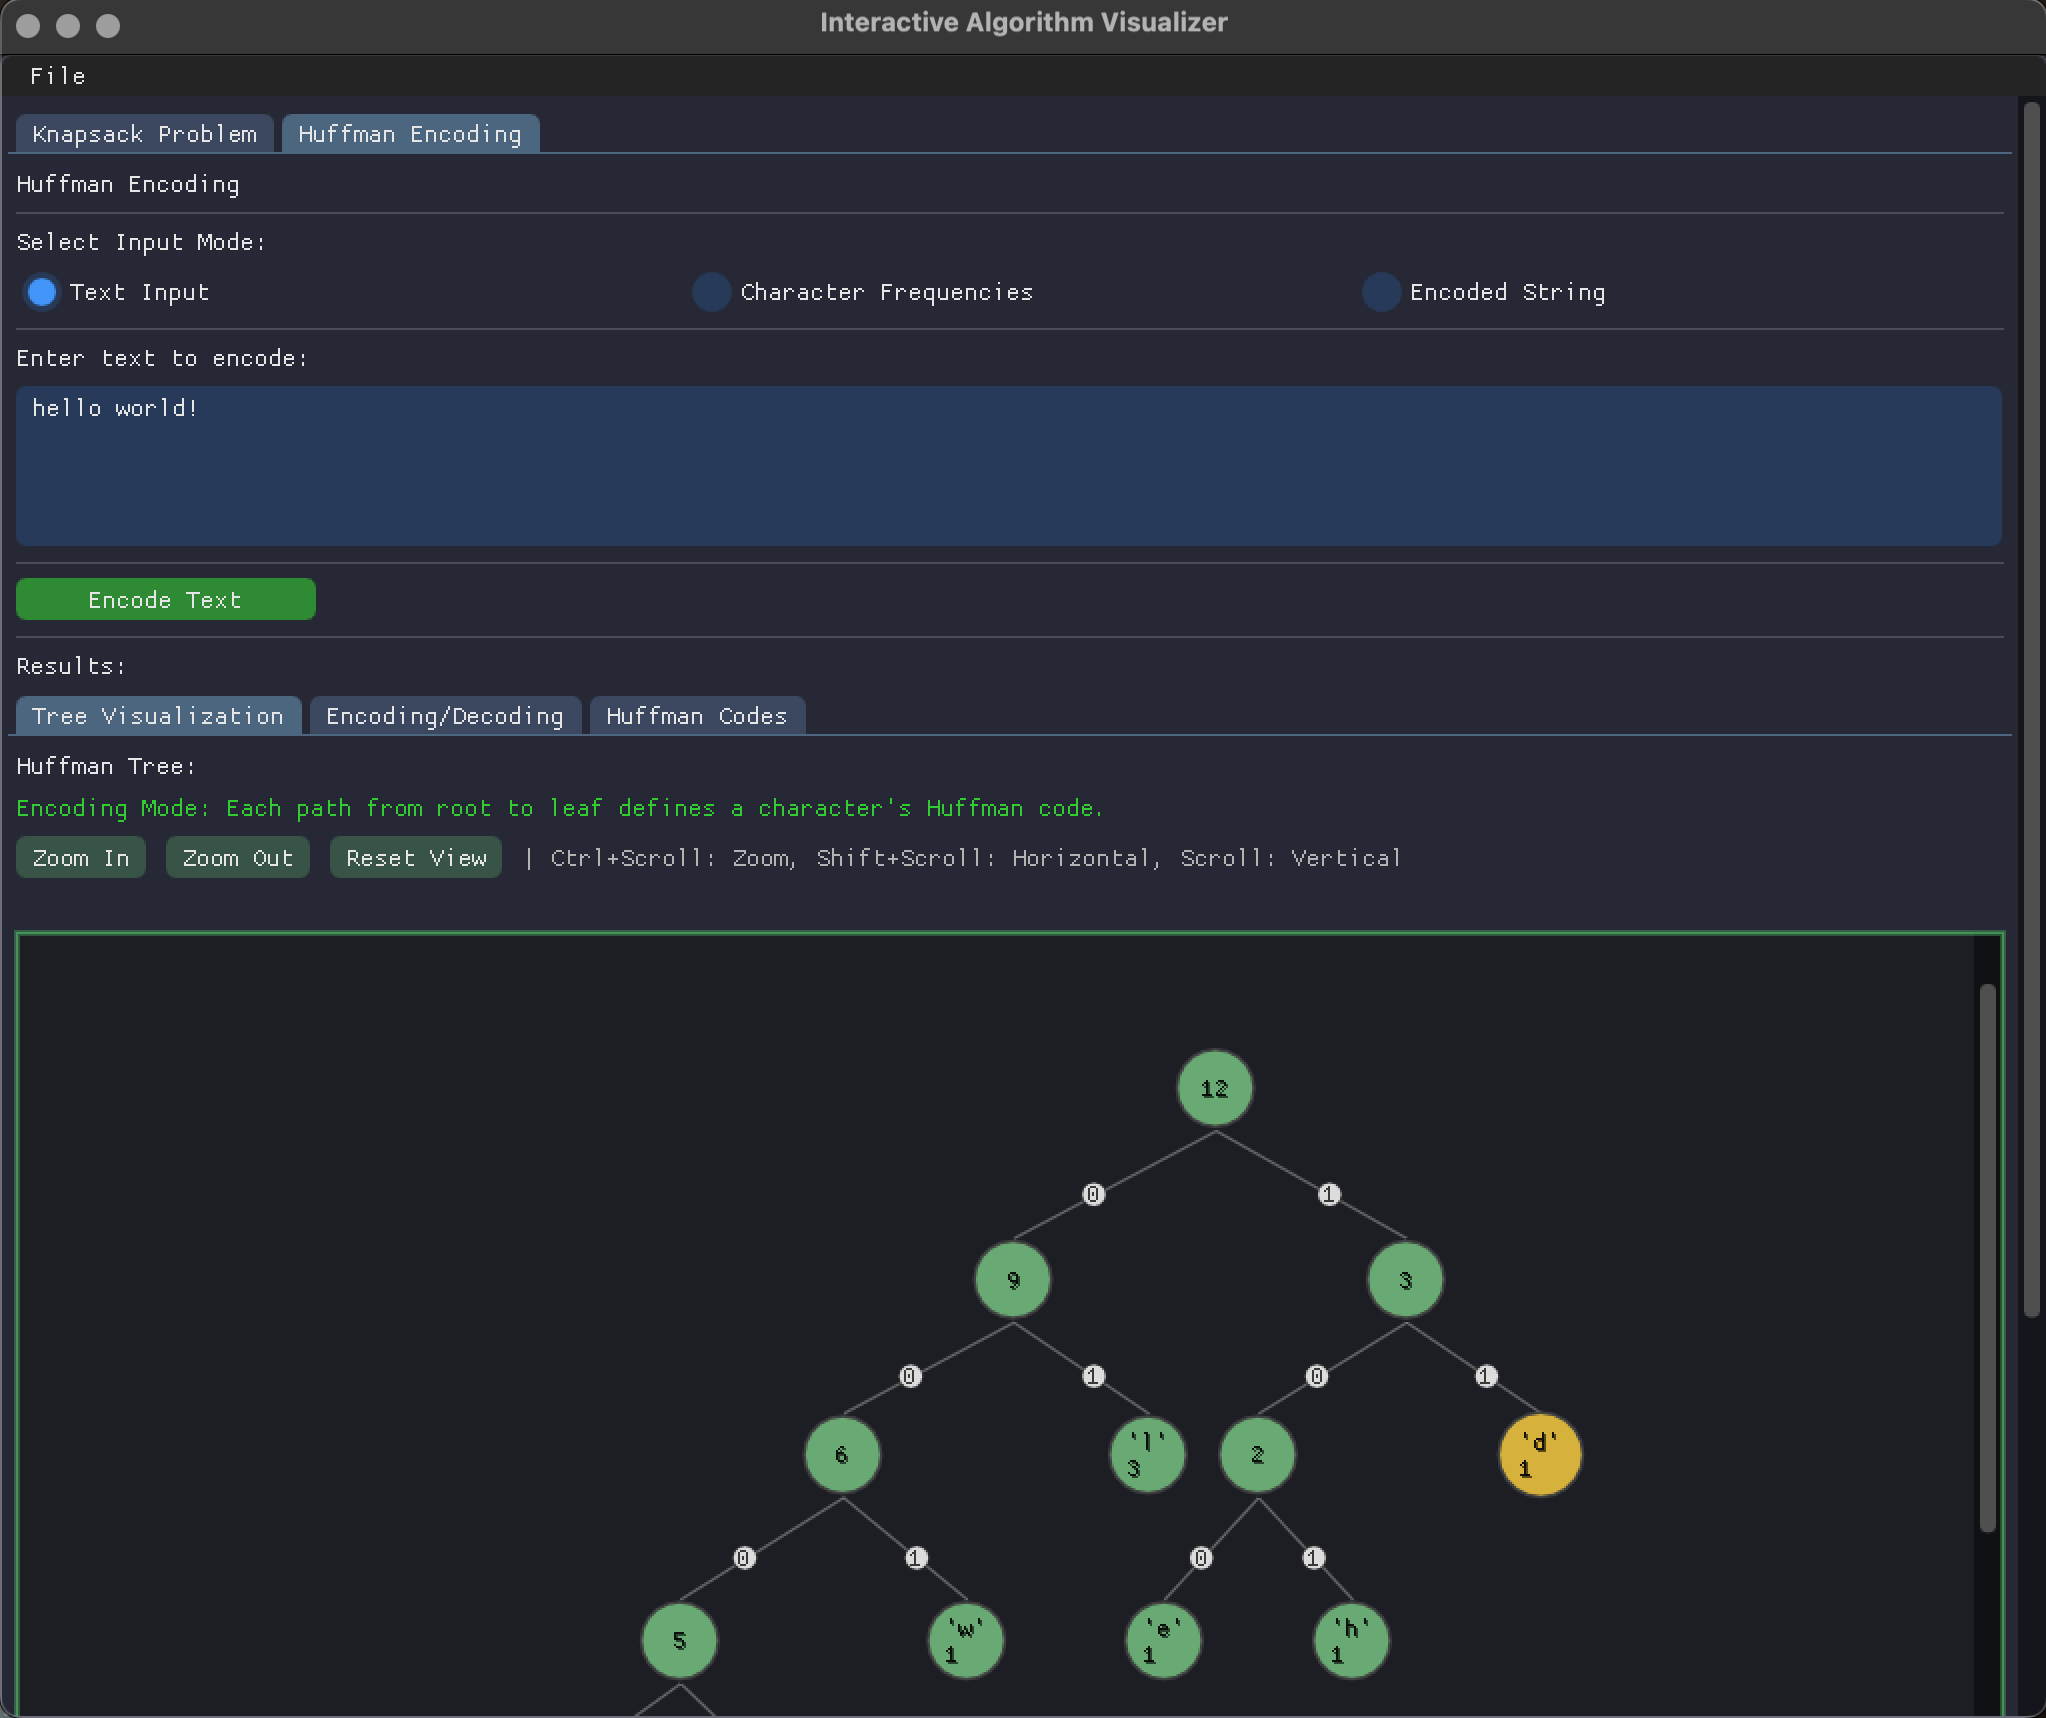 Interactive Algorithm Visualizer
File
Knapsack Problem Huffman Encoding
Huffman Encoding
Select Input Mode:
Text Input Character Frequencies Encoded String
Enter text to encode:
hello world!
Encode Text
Results:
Tree Visualization Encoding/Decoding Huffman Codes
Huffman Tree:
Encoding Mode: Each path from root to leaf defines a character's Huffman code.
Zoom In Zoom Out Reset View | Ctrl+Scroll: Zoom, Shift+Scroll: Horizontal, Scroll: Vertical
12
0 1
9 3
0 1 0 1
6 'l' 2 'd'
3 1
0 1 0 1
5 'w' 'e' 'h'
1 1 1